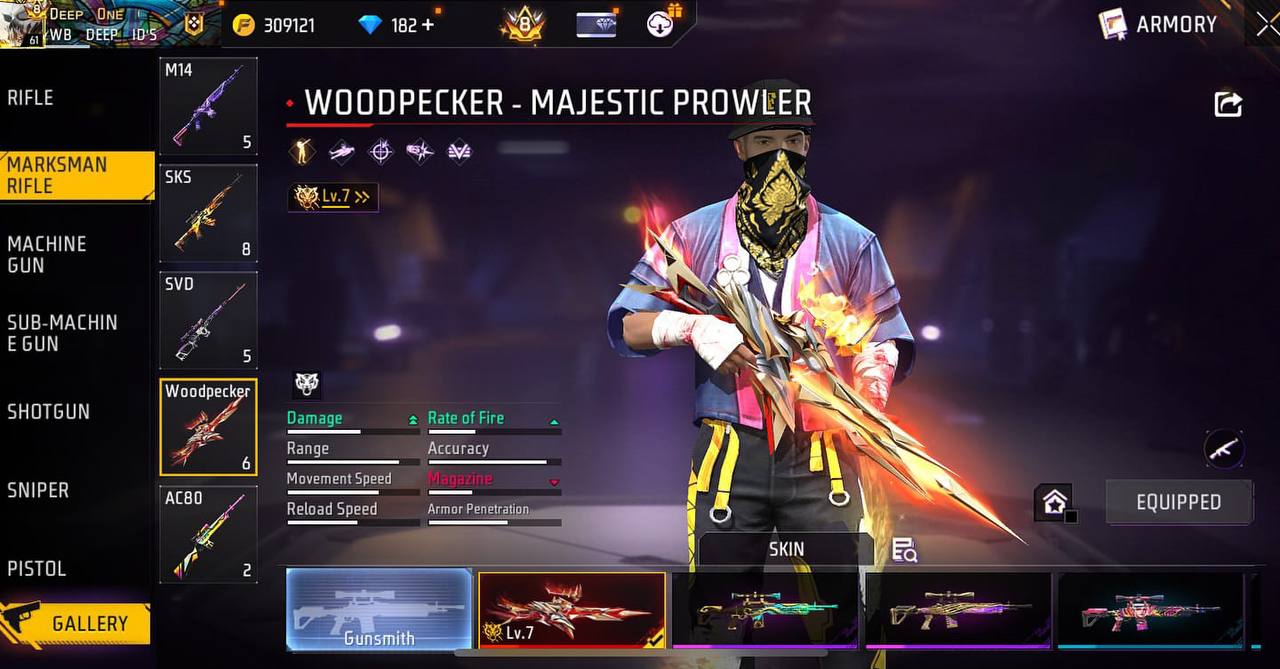 DEEP ONE
61
WB DEEP ID'S
309121
182 +
8
ARMORY
RIFLE
MARKSMAN
RIFLE
MACHINE
GUN
SUB-MACHIN
E GUN
SHOTGUN
SNIPER
PISTOL
GALLERY
M14
5
SKS
8
SVD
5
Woodpecker
6
AC80
2
WOODPECKER - MAJESTIC PROWLER
Lv.7
Damage
Rate of Fire
Range
Accuracy
Movement Speed
Magazine
Reload Speed
Armor Penetration
EQUIPPED
SKIN
Gunsmith
Lv.7